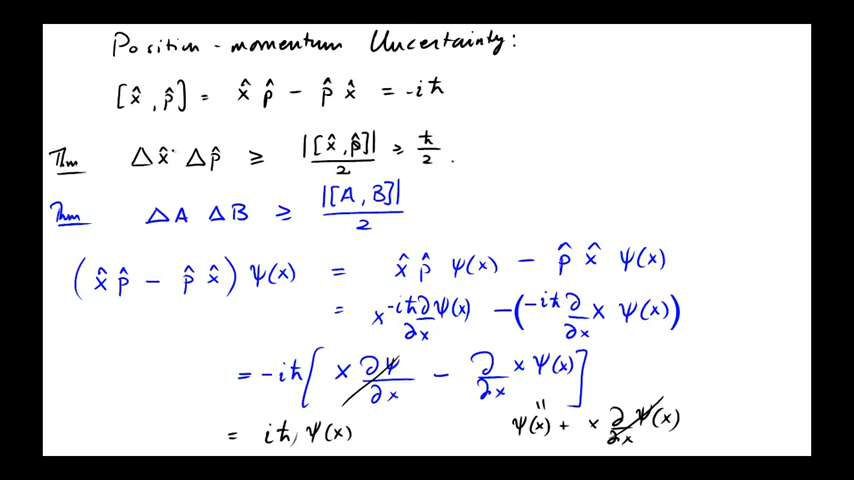 Position - momentum Uncertainty:
[x̂, p̂] = x̂ p̂ − p̂ x̂ = -iħ
Thm Δx̂ Δp̂ ≥ |[x̂, p̂]|/2 ≥ ħ/2.
Thm ΔA ΔB ≥ |[A, B]|/2
(x̂ p̂ − p̂ x̂) Ψ(x) = x̂ p̂ Ψ(x) − p̂ x̂ Ψ(x)
= x -iħ ∂Ψ(x)/∂x − (-iħ ∂/∂x x Ψ(x))
= -iħ [ x ∂Ψ/∂x − ∂/∂x x Ψ(x) ]
= iħ Ψ(x)
"
Ψ(x) + x ∂/∂x Ψ(x)